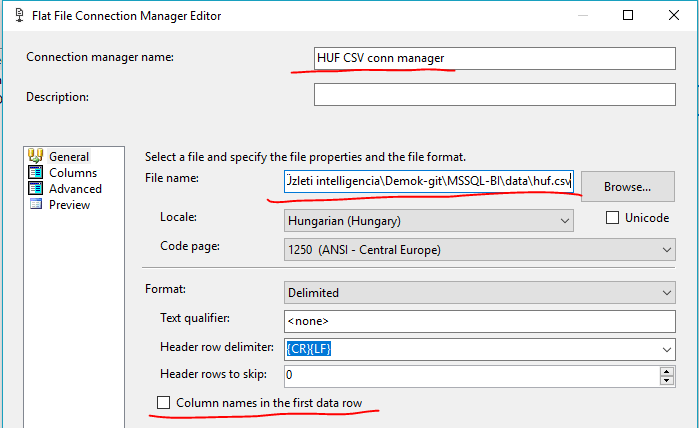 Flat File Connection Manager Editor
Connection manager name: HUF CSV conn manager
Description:
General
Columns
Advanced
Preview
Select a file and specify the file properties and the file format.
File name: Üzleti intelligencia\Demok-git\MSSQL-BI\data\huf.csv Browse...
Locale: Hungarian (Hungary) Unicode
Code page: 1250 (ANSI - Central Europe)
Format: Delimited
Text qualifier: <none>
Header row delimiter: {CR}{LF}
Header rows to skip: 0
Column names in the first data row